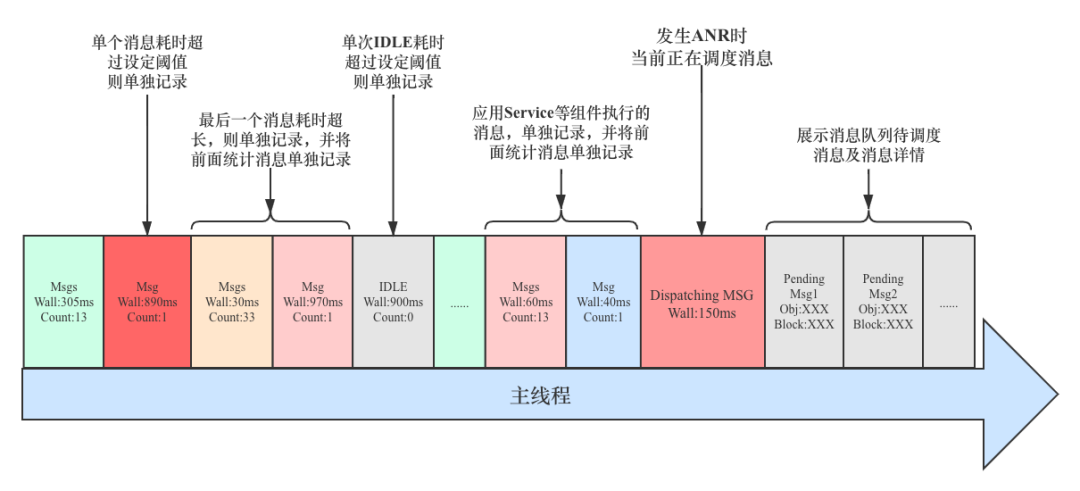 单个消息耗时超
过设定阈值
则单独记录
最后一个消息耗时超
长，则单独记录，并将
前面统计消息单独记录
单次IDLE耗时
超过设定阈值
则单独记录
应用Service等组件执行的
消息，单独记录，并将前
面统计消息单独记录
发生ANR时
当前正在调度消息
展示消息队列待调度
消息及消息详情
Msgs
Wall:305ms
Count:13
Msg
Wall:890ms
Count:1
Msgs
Wall:30ms
Count:33
Msg
Wall:970ms
Count:1
IDLE
Wall:900ms
Count:0
......
Msgs
Wall:60ms
Count:13
Msg
Wall:40ms
Count:1
Dispatching MSG
Wall:150ms
Pending
Msg1
Obj:XXX
Block:XXX
Pending
Msg2
Obj:XXX
Block:XXX
......
主线程